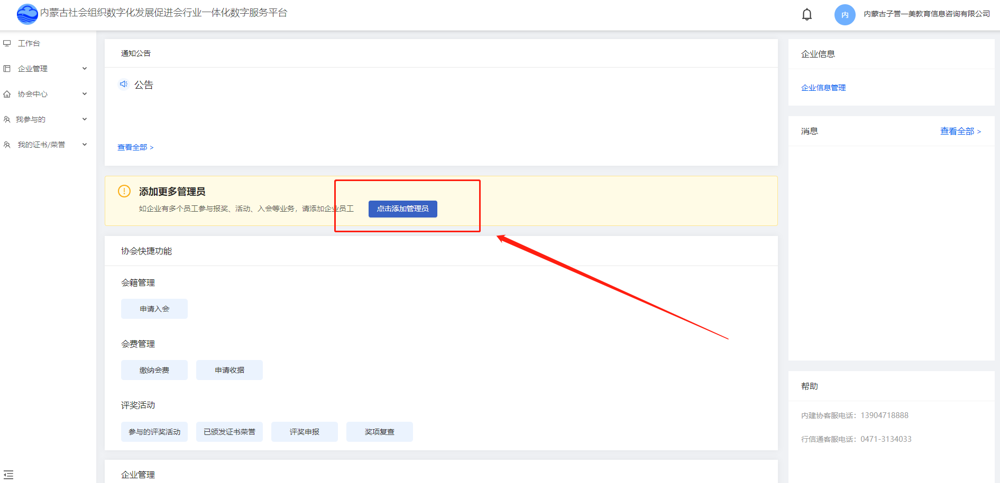 内蒙古社会组织数字化发展促进会行业一体化数字服务平台
内
内蒙古子誉一美教育信息咨询有限公司
工作台
企业管理
协会中心
我参与的
我的证书/荣誉
通知公告
公告
查看全部 >
添加更多管理员
如企业有多个员工参与报奖、活动、入会等业务，请添加企业员工
点击添加管理员
协会快捷功能
会籍管理
申请入会
会费管理
缴纳会费
申请收据
评奖活动
参与的评奖活动
已颁发证书荣誉
评奖申报
奖项复查
企业管理
企业信息
企业信息管理
消息
查看全部 >
帮助
内建协客服电话：13904718888
行信通客服电话：0471-3134033